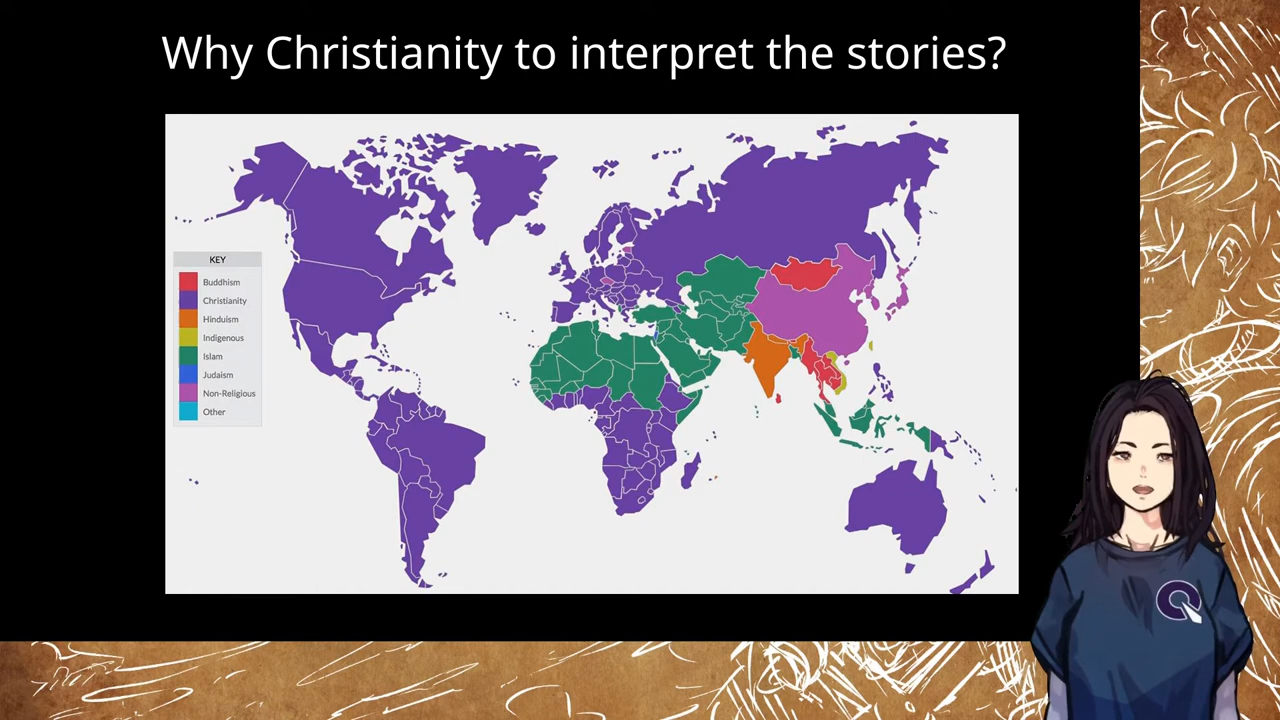 Why Christianity to interpret the stories?
KEY
Buddhism
Christianity
Hinduism
Indigenous
Islam
Judaism
Non-Religious
Other